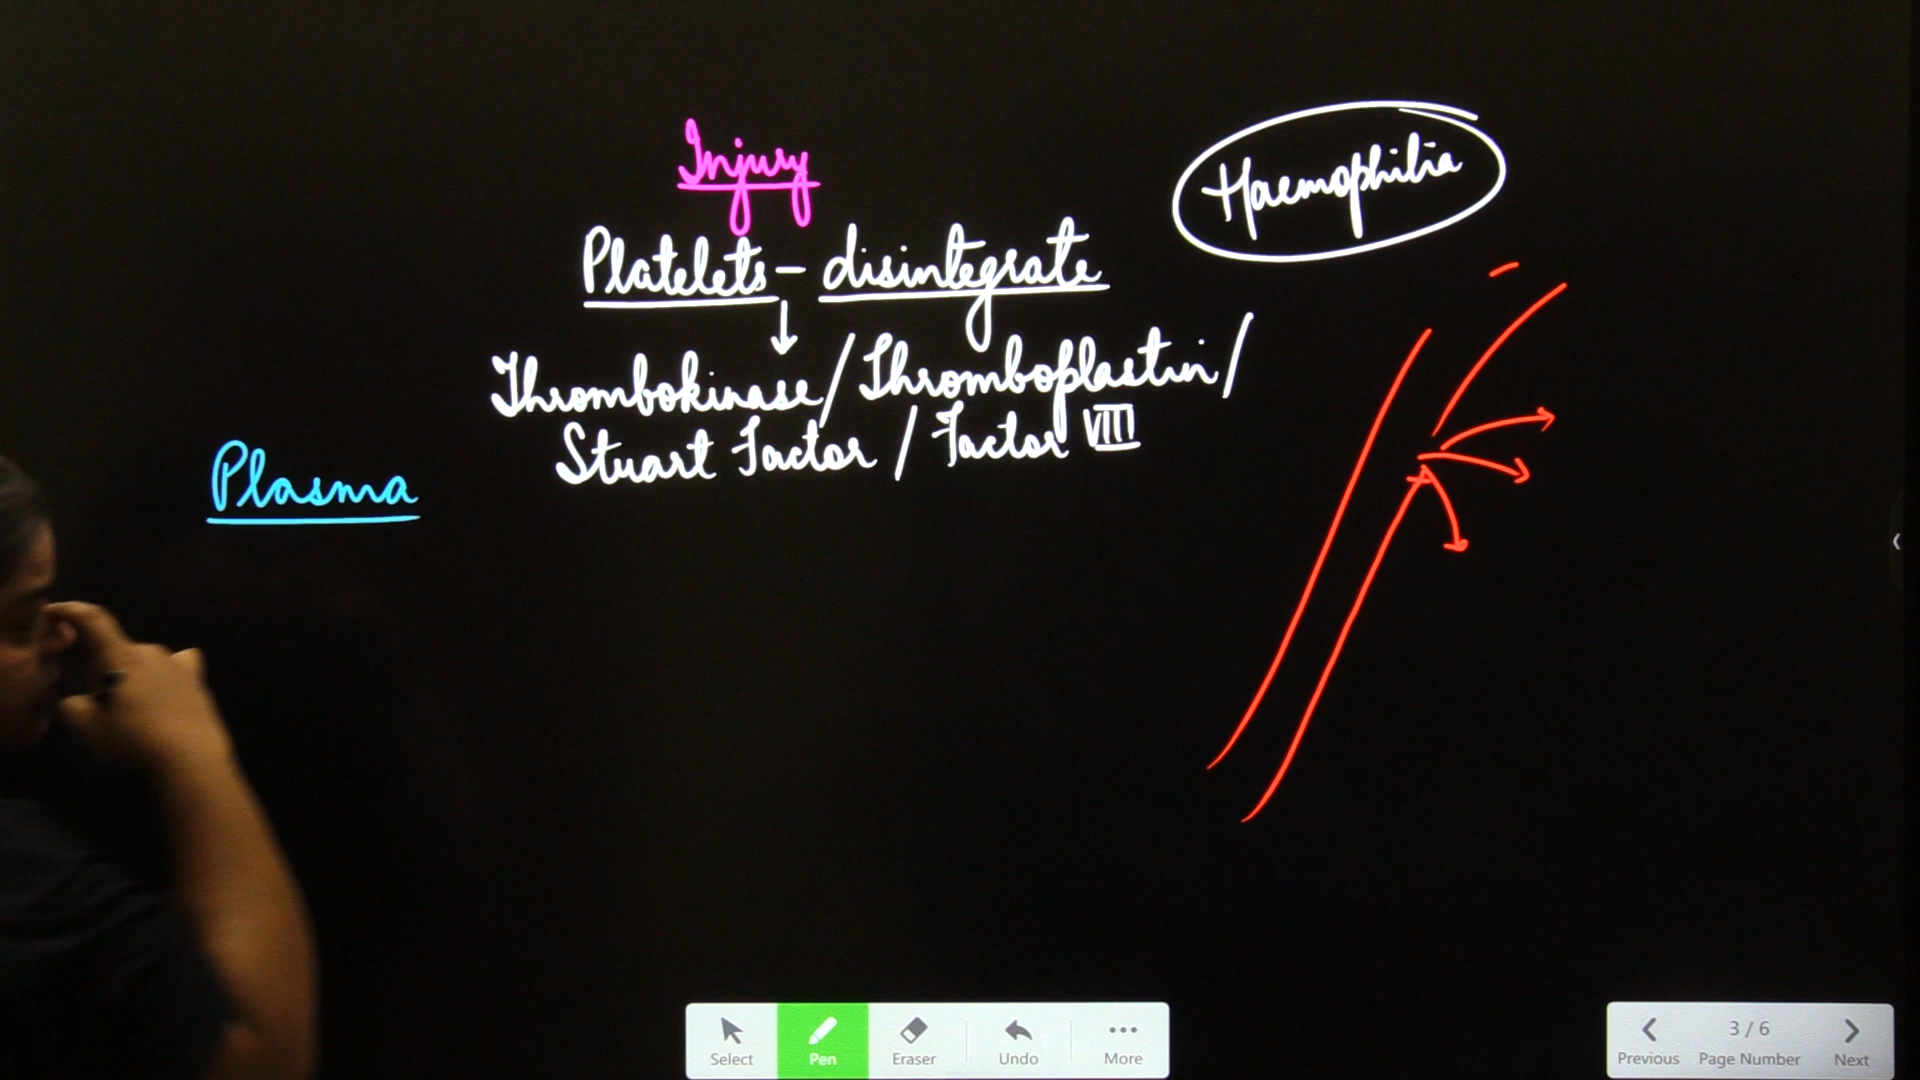 Injury
Haemophilia
Platelets - disintegrate
Thrombokinase / Thromboplastin /
Stuart Factor / Factor VIII
Plasma
Select
Pen
Eraser
Undo
More
Previous
3 / 6
Page Number
Next